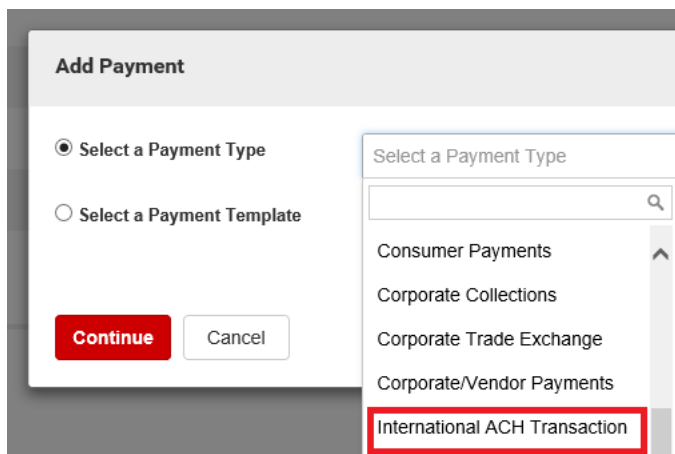 Add Payment
Select a Payment Type
Select a Payment Type
Select a Payment Template
Consumer Payments
Corporate Collections
Corporate Trade Exchange
Corporate/Vendor Payments
International ACH Transaction
Continue
Cancel